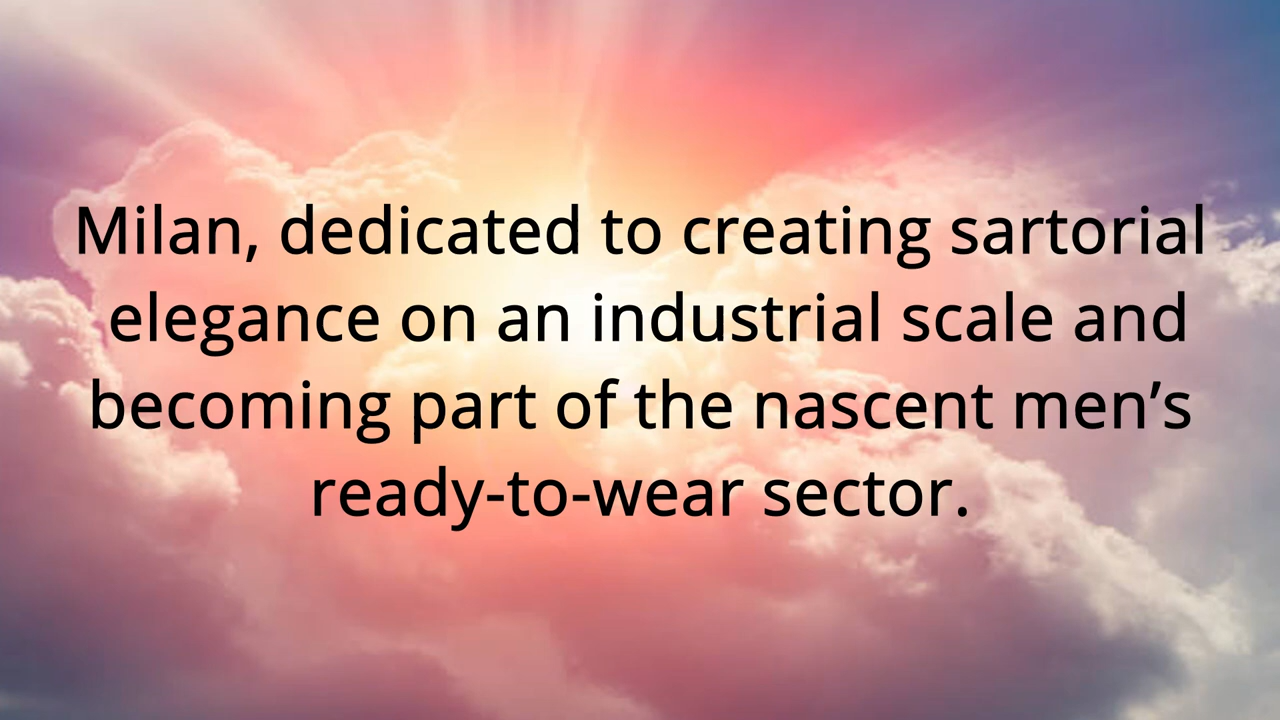 Milan, dedicated to creating sartorial
elegance on an industrial scale and
becoming part of the nascent men’s
ready-to-wear sector.